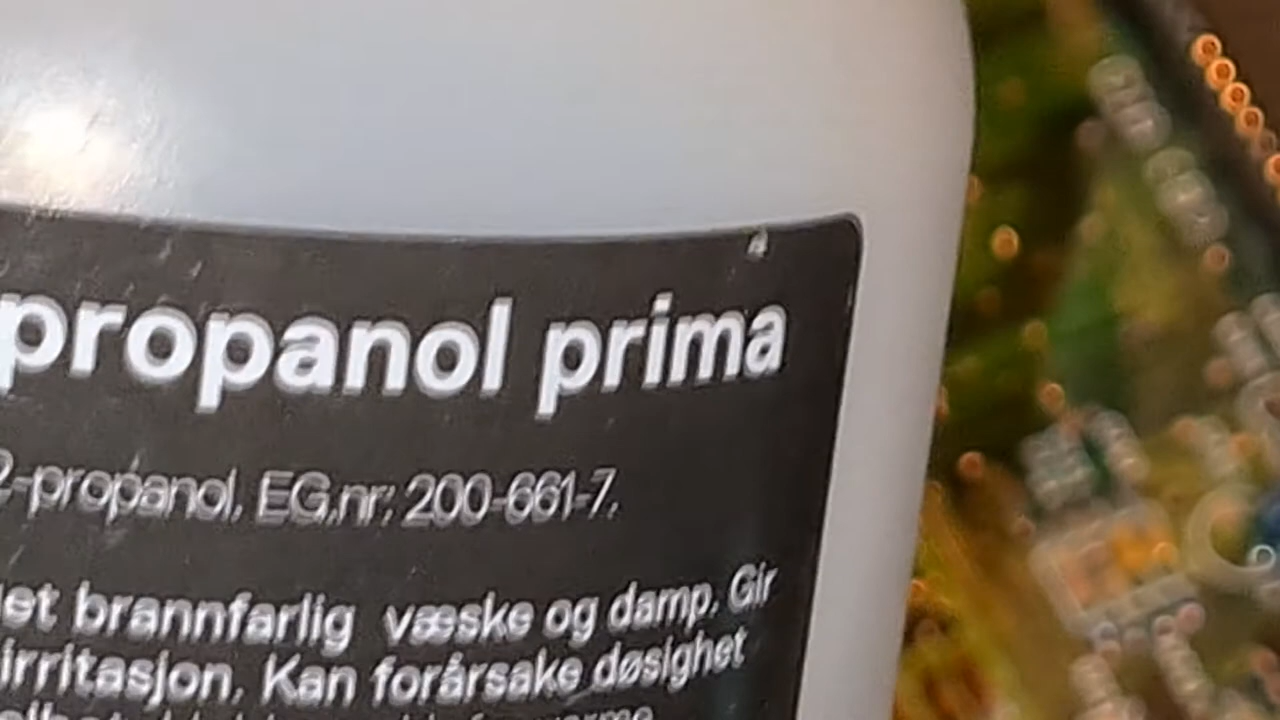 propanol prima
2-propanol, EG.nr: 200-661-7.
brannfarlig væske og damp. Gir
irritasjon. Kan forårsake døsighet